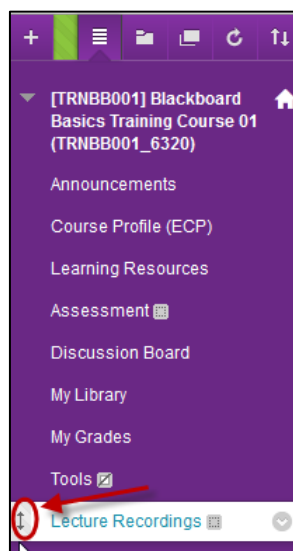 [TRNBB001] Blackboard
Basics Training Course 01
(TRNBB001_6320)
Announcements
Course Profile (ECP)
Learning Resources
Assessment
Discussion Board
My Library
My Grades
Tools
Lecture Recordings